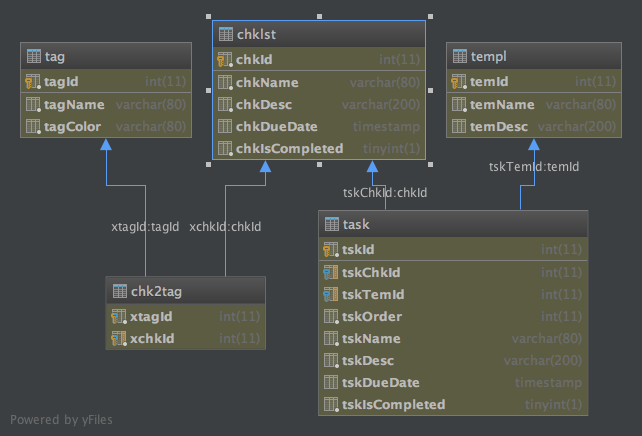 tag
tagId int(11)
tagName varchar(80)
tagColor varchar(80)
chklst
chkId int(11)
chkName varchar(80)
chkDesc varchar(200)
chkDueDate timestamp
chkIsCompleted tinyint(1)
templ
temId int(11)
temName varchar(80)
temDesc varchar(200)
tskTemId:temId
tskChkId:chkId
xtagId:tagId
xchkId:chkId
chk2tag
xtagId int(11)
xchkId int(11)
task
tskId int(11)
tskChkId int(11)
tskTemId int(11)
tskOrder int(11)
tskName varchar(80)
tskDesc varchar(200)
tskDueDate timestamp
tskIsCompleted tinyint(1)
Powered by yFiles